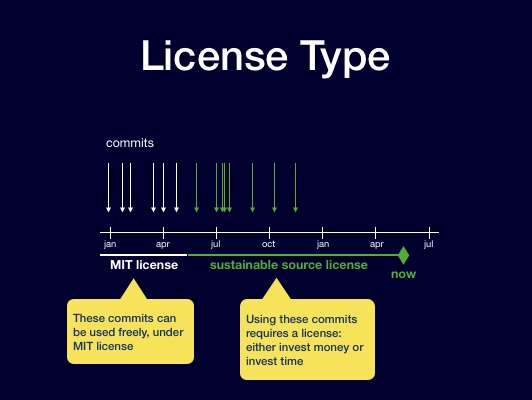 License Type
commits
jan apr jul oct jan apr jul
MIT license sustainable source license
now
These commits can
be used freely, under
MIT license
Using these commits
requires a license:
either invest money or
invest time